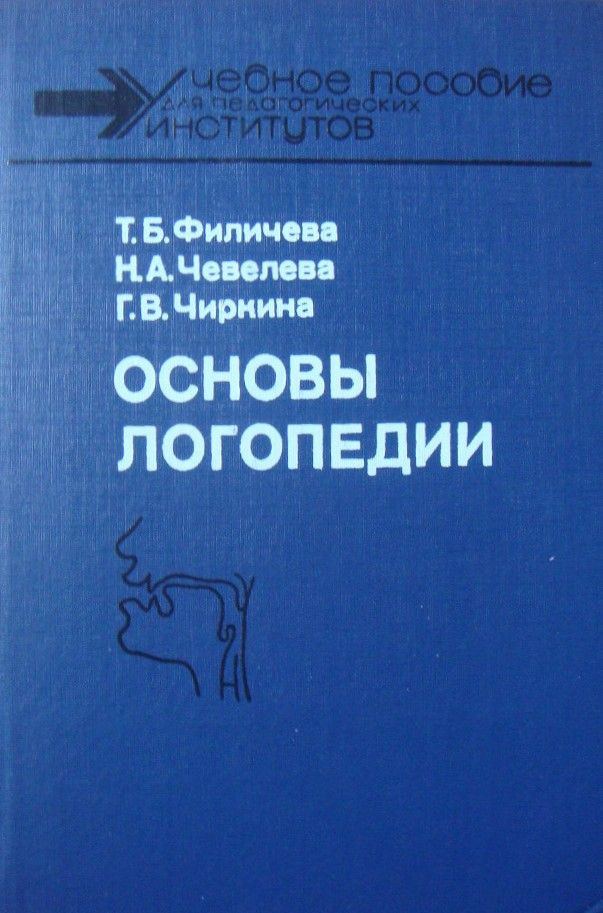 Учебное пособие
для педагогических
институтов
Т.Б.Филичева
Н.А.Чевелева
Г.В.Чиркина
ОСНОВЫ
ЛОГОПЕДИИ